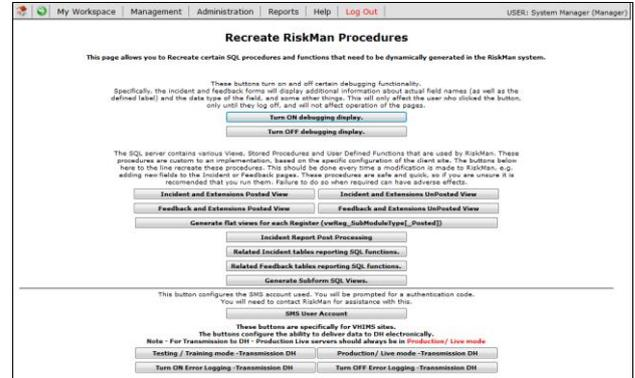 My Workspace Management Administration Reports Help Log Out USER: System Manager (Manager)
Recreate RiskMan Procedures
This page allows you to Recreate certain SQL procedures and functions that need to be dynamically generated in the RiskMan system.
These buttons turn on and off certain debugging functionality.
Specifically, the incident and feedback forms will display additional information about actual field names (as well as the
defined label) and the data type of the field, and some other things. This will only affect the user who clicked the button,
only until they log off, and will not affect operation of the pages.
Turn ON debugging display.
Turn OFF debugging display.
The SQL server contains various Views, Stored Procedures and User Defined Functions that are used by RiskMan. These
procedures are custom to an implementation, based on the specific configuration of the client site. The buttons below
here to the line recreate these procedures. This should be done every time a modification is made to RiskMan, e.g.
adding new fields to the Incident or Feedback pages. These procedures are safe and quick, so if you are unsure it is
recomended that you run them. Failure to do so when required can have adverse effects.
Incident and Extensions Posted View Incident and Extensions UnPosted View
Feedback and Extensions Posted View Feedback and Extensions UnPosted View
Generate flat views for each Register (vwReg_SubModuleType[_Posted])
Incident Report Post Processing
Related Incident tables reporting SQL functions.
Related Feedback tables reporting SQL functions.
Generate Subform SQL Views.
This button configures the SMS account used. You will be prompted for a authentication code.
You will need to contact RiskMan for assistance with this.
SMS User Account
These buttons are specifically for VHIMS sites.
The buttons configure the ability to deliver data to DH electronically.
Note - For Transmission to DH - Production Live servers should always be in Production/ Live mode
Testing / Training mode -Transmission DH Production/ Live mode -Transmission DH
Turn ON Error Logging -Transmission DH Turn OFF Error Logging -Transmission DH